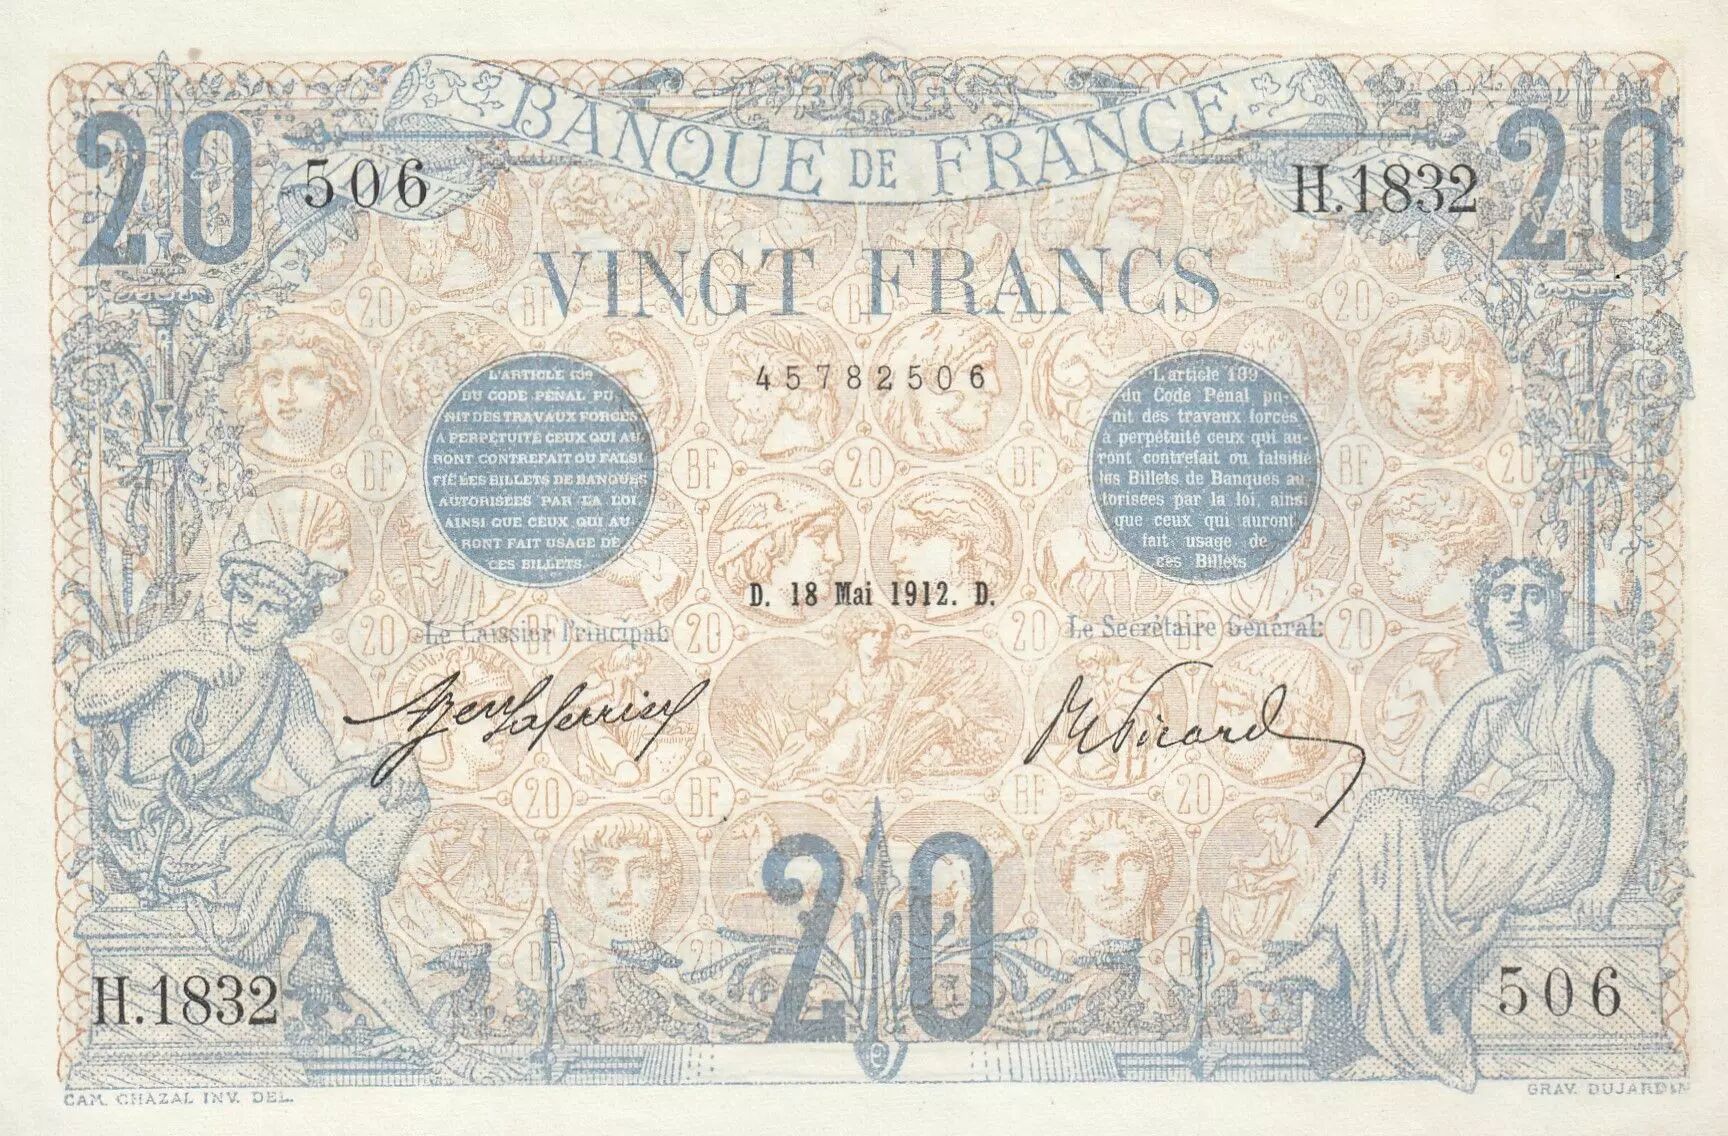 BANQUE DE FRANCE
20
506
H.1832
20
VINGT FRANCS
45782506
L'ARTICLE 139
DU CODE PÉNAL PU
NIT DES TRAVAUX FORCÉS
À PERPÉTUITÉ CEUX QUI AU
RONT CONTREFAIT OU FALSI
FIÉ LES BILLETS DE BANQUES
AUTORISÉES PAR LA LOI
AINSI QUE CEUX QUI AU
RONT FAIT USAGE DE
CES BILLETS
L'article 139
du Code Pénal pu-
nit des travaux forcés
à perpétuité ceux qui au-
ront contrefait ou falsifié
les Billets de Banques au
torisées par la loi, ainsi
que ceux qui auront
fait usage de
ces Billets
D. 18 Mai 1912. D.
Le Caissier Principal:
Le Secrétaire Général:
Picard
20
H.1832
506
CAM. CHAZAL INV. DEL.
GRAV. DUJARDIN